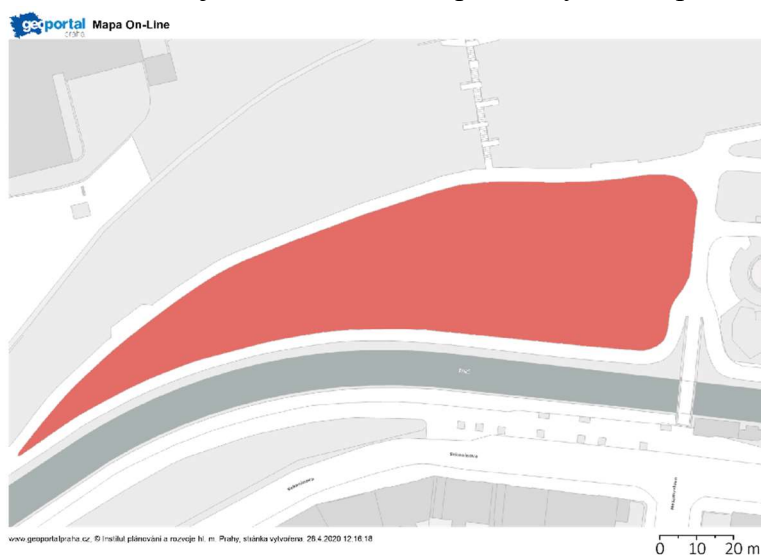 geoportal
praha
Mapa On-Line
www.geoportalpraha.cz, © Institut plánování a rozvoje hl. m. Prahy, stránka vytvořena 28.4.2020 12:16:18
0 10 20 m